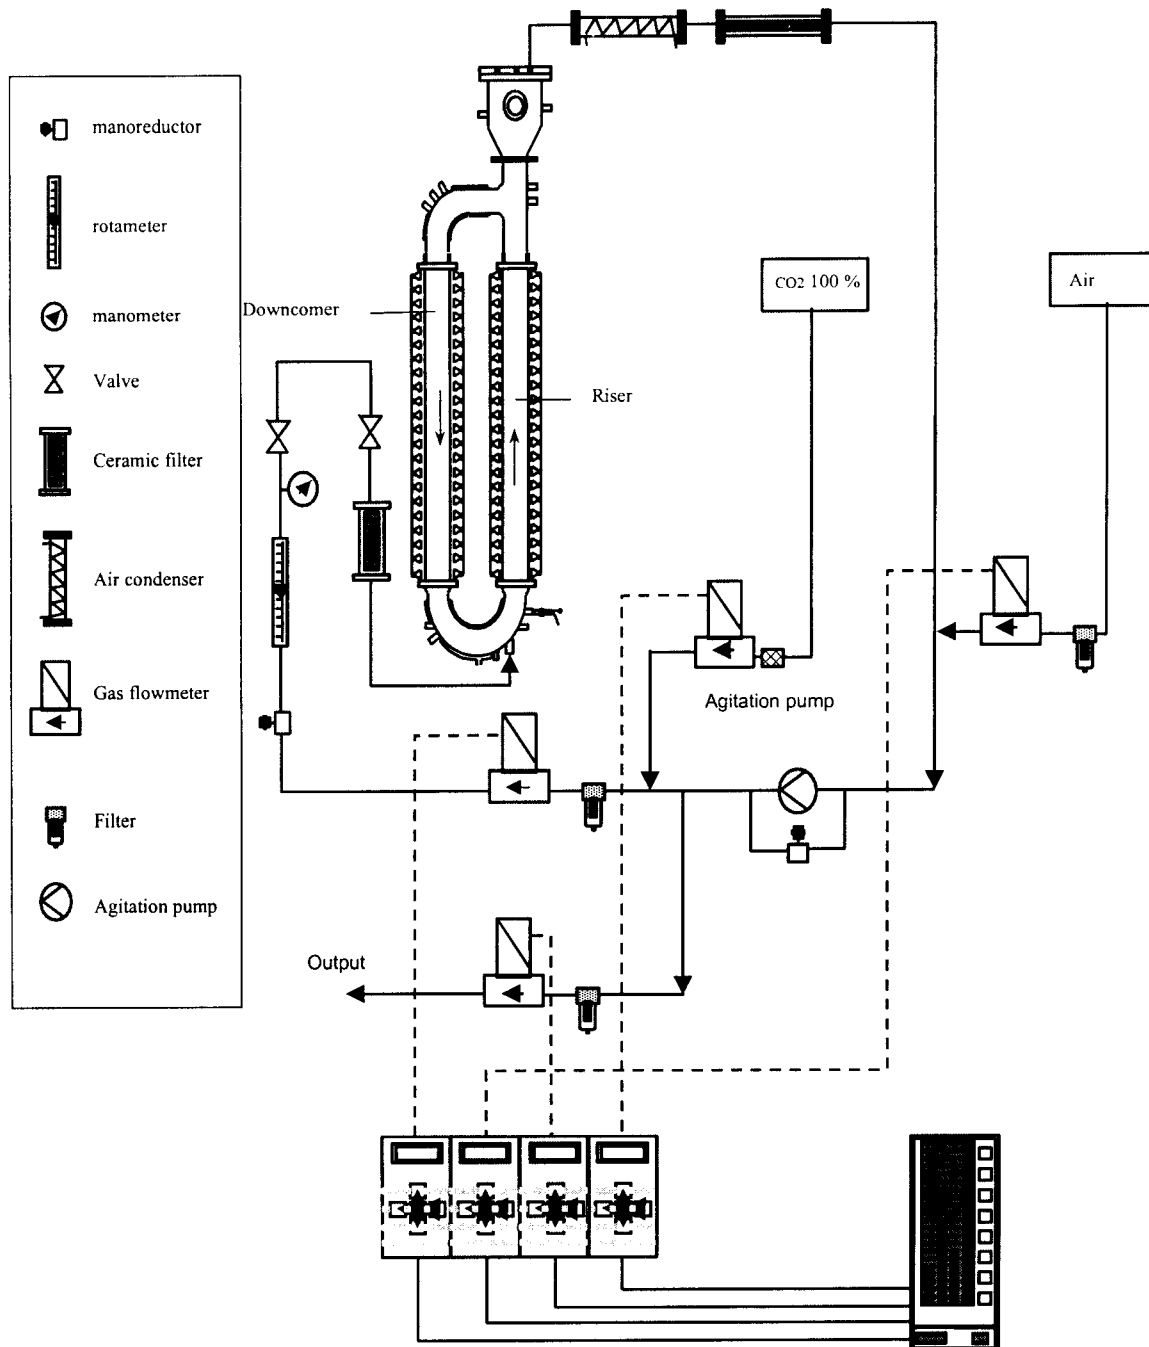 manoreductor
rotameter
manometer
Valve
Ceramic filter
Air condenser
Gas flowmeter
Filter
Agitation pump
Downcomer
Riser
CO2 100 %
Air
Agitation pump
Output